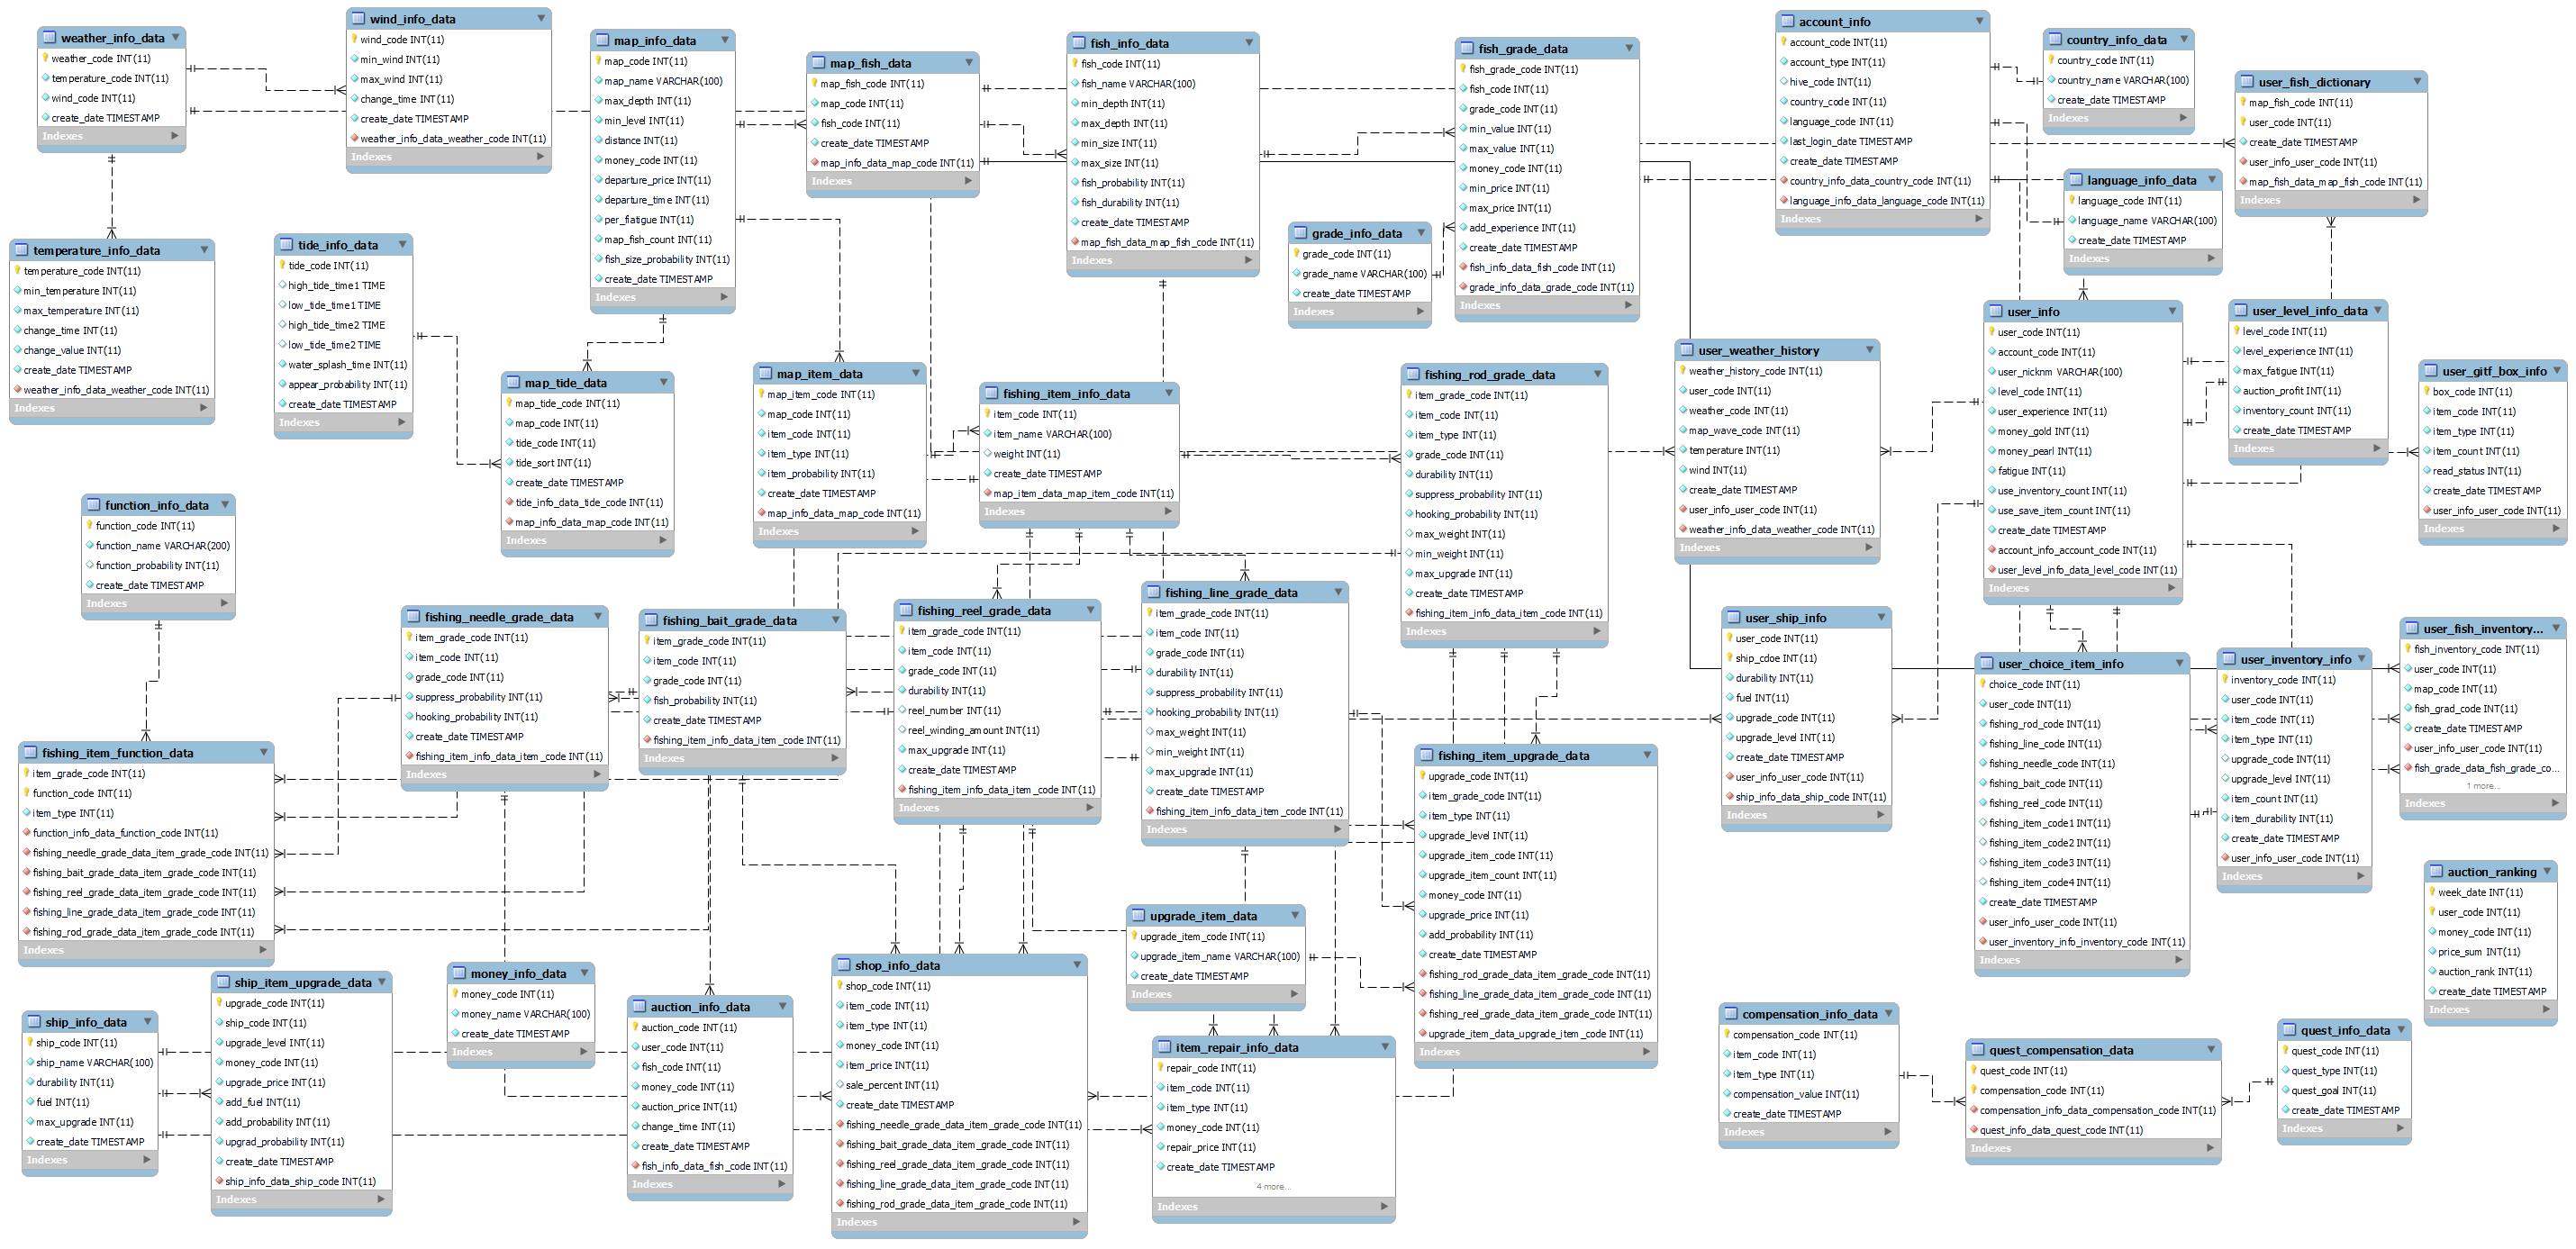 weather_info_data
weather_code INT(11)
temperature_code INT(11)
wind_code INT(11)
create_date TIMESTAMP
Indexes
wind_info_data
wind_code INT(11)
min_wind INT(11)
max_wind INT(11)
change_time INT(11)
create_date TIMESTAMP
weather_info_data_weather_code INT(11)
Indexes
map_info_data
map_code INT(11)
map_name VARCHAR(100)
max_depth INT(11)
min_level INT(11)
distance INT(11)
money_code INT(11)
departure_price INT(11)
departure_time INT(11)
per_fiatigue INT(11)
map_fish_count INT(11)
fish_size_probability INT(11)
create_date TIMESTAMP
Indexes
map_fish_data
map_fish_code INT(11)
map_code INT(11)
fish_code INT(11)
create_date TIMESTAMP
map_info_data_map_code INT(11)
Indexes
fish_info_data
fish_code INT(11)
fish_name VARCHAR(100)
min_depth INT(11)
max_depth INT(11)
min_size INT(11)
max_size INT(11)
fish_probability INT(11)
fish_durability INT(11)
create_date TIMESTAMP
map_fish_data_map_fish_code INT(11)
Indexes
fish_grade_data
fish_grade_code INT(11)
fish_code INT(11)
grade_code INT(11)
min_value INT(11)
max_value INT(11)
money_code INT(11)
min_price INT(11)
max_price INT(11)
add_experience INT(11)
create_date TIMESTAMP
fish_info_data_fish_code INT(11)
grade_info_data_grade_code INT(11)
Indexes
account_info
account_code INT(11)
account_type INT(11)
hive_code INT(11)
country_code INT(11)
language_code INT(11)
last_login_date TIMESTAMP
create_date TIMESTAMP
country_info_data_country_code INT(11)
language_info_data_language_code INT(11)
Indexes
country_info_data
country_code INT(11)
country_name VARCHAR(100)
create_date TIMESTAMP
Indexes
user_fish_dictionary
map_fish_code INT(11)
user_code INT(11)
create_date TIMESTAMP
user_info_user_code INT(11)
map_fish_data_map_fish_code INT(11)
Indexes
language_info_data
language_code INT(11)
language_name VARCHAR(100)
create_date TIMESTAMP
Indexes
grade_info_data
grade_code INT(11)
grade_name VARCHAR(100)
create_date TIMESTAMP
Indexes
temperature_info_data
temperature_code INT(11)
min_temperature INT(11)
max_temperature INT(11)
change_time INT(11)
change_value INT(11)
create_date TIMESTAMP
weather_info_data_weather_code INT(11)
Indexes
tide_info_data
tide_code INT(11)
high_tide_time1 TIME
low_tide_time1 TIME
high_tide_time2 TIME
low_tide_time2 TIME
water_splash_time INT(11)
appear_probability INT(11)
create_date TIMESTAMP
Indexes
map_tide_data
map_tide_code INT(11)
map_code INT(11)
tide_code INT(11)
tide_sort INT(11)
create_date TIMESTAMP
tide_info_data_tide_code INT(11)
map_info_data_map_code INT(11)
Indexes
map_item_data
map_item_code INT(11)
map_code INT(11)
item_code INT(11)
item_type INT(11)
item_probability INT(11)
create_date TIMESTAMP
map_info_data_map_code INT(11)
Indexes
fishing_item_info_data
item_code INT(11)
item_name VARCHAR(100)
weight INT(11)
create_date TIMESTAMP
map_item_data_map_item_code INT(11)
Indexes
fishing_rod_grade_data
item_grade_code INT(11)
item_code INT(11)
item_type INT(11)
grade_code INT(11)
durability INT(11)
suppress_probability INT(11)
hooking_probability INT(11)
max_weight INT(11)
min_weight INT(11)
max_upgrade INT(11)
create_date TIMESTAMP
fishing_item_info_data_item_code INT(11)
Indexes
user_weather_history
weather_history_code INT(11)
user_code INT(11)
weather_code INT(11)
map_wave_code INT(11)
temperature INT(11)
wind INT(11)
create_date TIMESTAMP
user_info_user_code INT(11)
weather_info_data_weather_code INT(11)
Indexes
user_info
user_code INT(11)
account_code INT(11)
user_nicknm VARCHAR(100)
level_code INT(11)
user_experience INT(11)
money_gold INT(11)
money_pearl INT(11)
fatigue INT(11)
use_inventory_count INT(11)
use_save_item_count INT(11)
create_date TIMESTAMP
account_info_account_code INT(11)
user_level_info_data_level_code INT(11)
Indexes
user_level_info_data
level_code INT(11)
level_experience INT(11)
max_fatigue INT(11)
auction_profit INT(11)
inventory_count INT(11)
create_date TIMESTAMP
Indexes
user_gitf_box_info
box_code INT(11)
item_code INT(11)
item_type INT(11)
item_count INT(11)
read_status INT(11)
create_date TIMESTAMP
user_info_user_code INT(11)
Indexes
function_info_data
function_code INT(11)
function_name VARCHAR(200)
function_probability INT(11)
create_date TIMESTAMP
Indexes
fishing_needle_grade_data
item_grade_code INT(11)
item_code INT(11)
grade_code INT(11)
suppress_probability INT(11)
hooking_probability INT(11)
create_date TIMESTAMP
fishing_item_info_data_item_code INT(11)
Indexes
fishing_bait_grade_data
item_grade_code INT(11)
item_code INT(11)
grade_code INT(11)
fish_probability INT(11)
create_date TIMESTAMP
fishing_item_info_data_item_code INT(11)
Indexes
fishing_reel_grade_data
item_grade_code INT(11)
item_code INT(11)
grade_code INT(11)
durability INT(11)
reel_number INT(11)
reel_winding_amount INT(11)
max_upgrade INT(11)
create_date TIMESTAMP
fishing_item_info_data_item_code INT(11)
Indexes
fishing_line_grade_data
item_grade_code INT(11)
item_code INT(11)
grade_code INT(11)
durability INT(11)
suppress_probability INT(11)
hooking_probability INT(11)
max_weight INT(11)
min_weight INT(11)
max_upgrade INT(11)
create_date TIMESTAMP
fishing_item_info_data_item_code INT(11)
Indexes
user_ship_info
user_code INT(11)
ship_cdoe INT(11)
durability INT(11)
fuel INT(11)
upgrade_code INT(11)
upgrade_level INT(11)
create_date TIMESTAMP
user_info_user_code INT(11)
ship_info_data_ship_code INT(11)
Indexes
user_choice_item_info
choice_code INT(11)
user_code INT(11)
fishing_rod_code INT(11)
fishing_line_code INT(11)
fishing_needle_code INT(11)
fishing_bait_code INT(11)
fishing_reel_code INT(11)
fishing_item_code1 INT(11)
fishing_item_code2 INT(11)
fishing_item_code3 INT(11)
fishing_item_code4 INT(11)
create_date TIMESTAMP
user_info_user_code INT(11)
user_inventory_info_inventory_code INT(11)
Indexes
user_inventory_info
inventory_code INT(11)
user_code INT(11)
item_code INT(11)
item_type INT(11)
upgrade_code INT(11)
upgrade_level INT(11)
item_count INT(11)
item_durability INT(11)
create_date TIMESTAMP
user_info_user_code INT(11)
Indexes
user_fish_inventory...
fish_inventory_code INT(11)
user_code INT(11)
map_code INT(11)
fish_grad_code INT(11)
create_date TIMESTAMP
user_info_user_code INT(11)
fish_grade_data_fish_grade_co...
1 more...
Indexes
fishing_item_function_data
item_grade_code INT(11)
function_code INT(11)
item_type INT(11)
function_info_data_function_code INT(11)
fishing_needle_grade_data_item_grade_code INT(11)
fishing_bait_grade_data_item_grade_code INT(11)
fishing_reel_grade_data_item_grade_code INT(11)
fishing_line_grade_data_item_grade_code INT(11)
fishing_rod_grade_data_item_grade_code INT(11)
Indexes
fishing_item_upgrade_data
upgrade_code INT(11)
item_grade_code INT(11)
item_type INT(11)
upgrade_level INT(11)
upgrade_item_code INT(11)
upgrade_item_count INT(11)
money_code INT(11)
upgrade_price INT(11)
add_probability INT(11)
create_date TIMESTAMP
fishing_rod_grade_data_item_grade_code INT(11)
fishing_line_grade_data_item_grade_code INT(11)
fishing_reel_grade_data_item_grade_code INT(11)
upgrade_item_data_upgrade_item_code INT(11)
Indexes
auction_ranking
week_date INT(11)
user_code INT(11)
money_code INT(11)
price_sum INT(11)
auction_rank INT(11)
create_date TIMESTAMP
Indexes
upgrade_item_data
upgrade_item_code INT(11)
upgrade_item_name VARCHAR(100)
create_date TIMESTAMP
Indexes
ship_info_data
ship_code INT(11)
ship_name VARCHAR(100)
durability INT(11)
fuel INT(11)
max_upgrade INT(11)
create_date TIMESTAMP
Indexes
ship_item_upgrade_data
upgrade_code INT(11)
ship_code INT(11)
upgrade_level INT(11)
money_code INT(11)
upgrade_price INT(11)
add_fuel INT(11)
add_probability INT(11)
upgrad_probability INT(11)
create_date TIMESTAMP
ship_info_data_ship_code INT(11)
Indexes
money_info_data
money_code INT(11)
money_name VARCHAR(100)
create_date TIMESTAMP
Indexes
auction_info_data
auction_code INT(11)
user_code INT(11)
fish_code INT(11)
money_code INT(11)
auction_price INT(11)
change_time INT(11)
create_date TIMESTAMP
fish_info_data_fish_code INT(11)
Indexes
shop_info_data
shop_code INT(11)
item_code INT(11)
item_type INT(11)
money_code INT(11)
item_price INT(11)
sale_percent INT(11)
create_date TIMESTAMP
fishing_needle_grade_data_item_grade_code INT(11)
fishing_bait_grade_data_item_grade_code INT(11)
fishing_reel_grade_data_item_grade_code INT(11)
fishing_line_grade_data_item_grade_code INT(11)
fishing_rod_grade_data_item_grade_code INT(11)
Indexes
item_repair_info_data
repair_code INT(11)
item_code INT(11)
item_type INT(11)
money_code INT(11)
repair_price INT(11)
create_date TIMESTAMP
4 more...
Indexes
compensation_info_data
compensation_code INT(11)
item_code INT(11)
item_type INT(11)
compensation_value INT(11)
create_date TIMESTAMP
Indexes
quest_compensation_data
quest_code INT(11)
compensation_code INT(11)
compensation_info_data_compensation_code INT(11)
quest_info_data_quest_code INT(11)
Indexes
quest_info_data
quest_code INT(11)
quest_type INT(11)
quest_goal INT(11)
create_date TIMESTAMP
Indexes